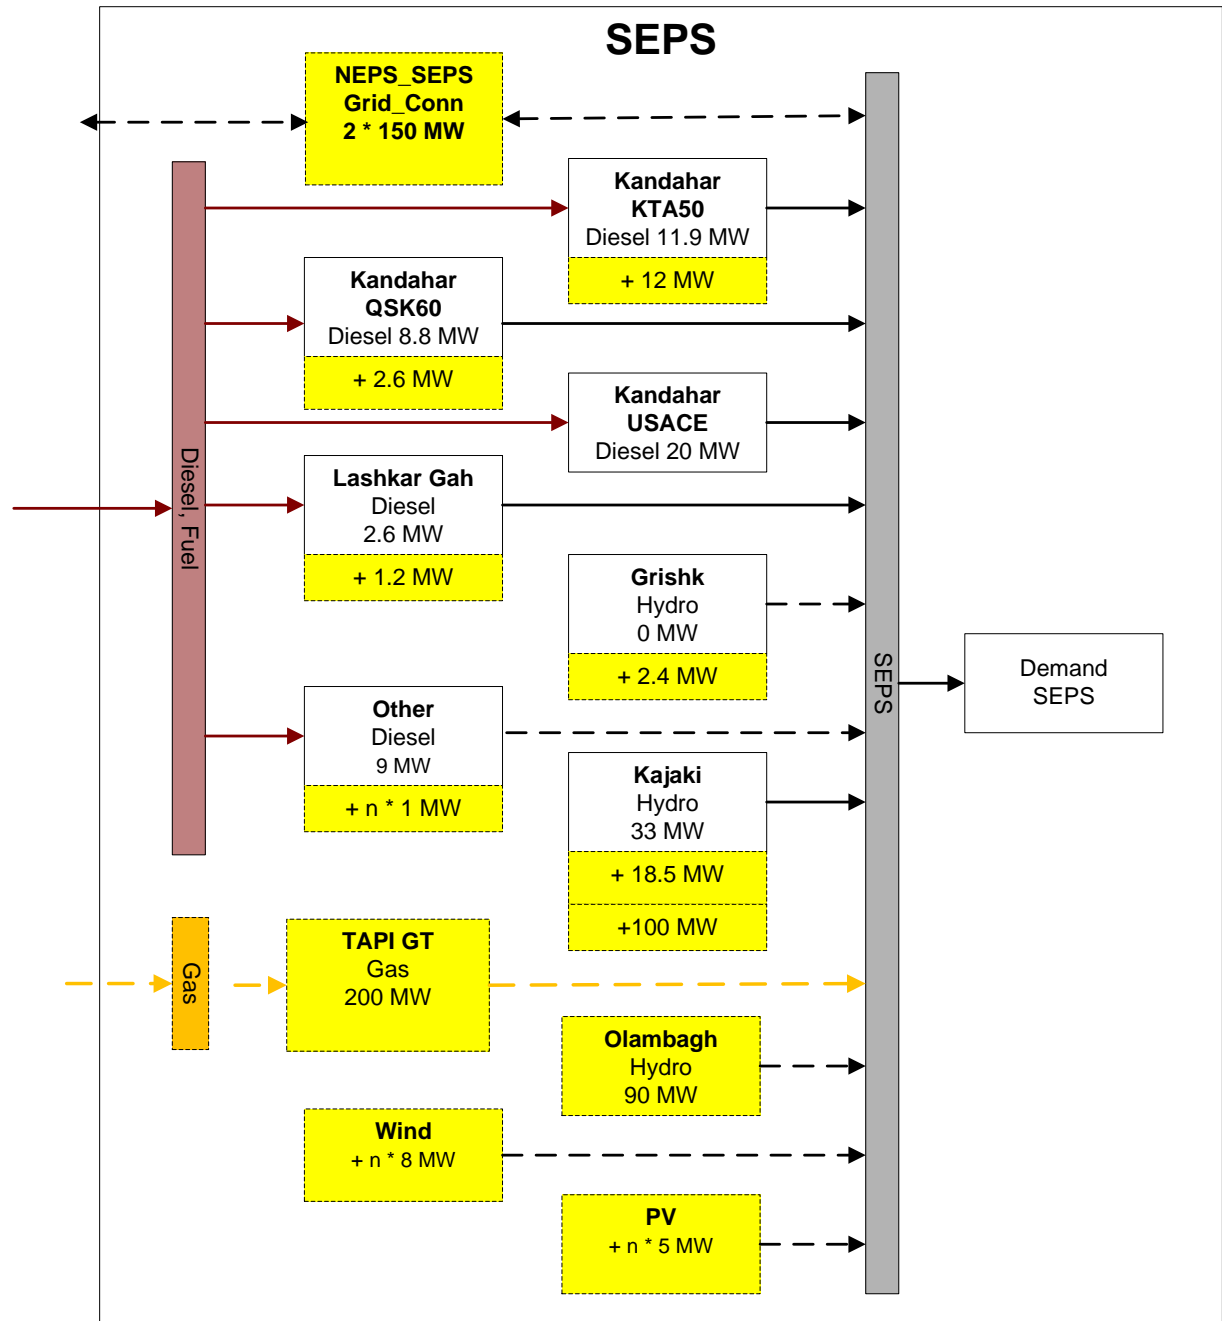 SEPS
NEPS_SEPS
Grid_Conn
2 * 150 MW
Kandahar
KTA50
Diesel 11.9 MW
+ 12 MW
Kandahar
QSK60
Diesel 8.8 MW
+ 2.6 MW
Kandahar
USACE
Diesel 20 MW
Diesel, Fuel
Lashkar Gah
Diesel
2.6 MW
+ 1.2 MW
Grishk
Hydro
0 MW
+ 2.4 MW
SEPS
Demand
SEPS
Other
Diesel
9 MW
+ n * 1 MW
Kajaki
Hydro
33 MW
+ 18.5 MW
+100 MW
Gas
TAPI GT
Gas
200 MW
Olambagh
Hydro
90 MW
Wind
+ n * 8 MW
PV
+ n * 5 MW